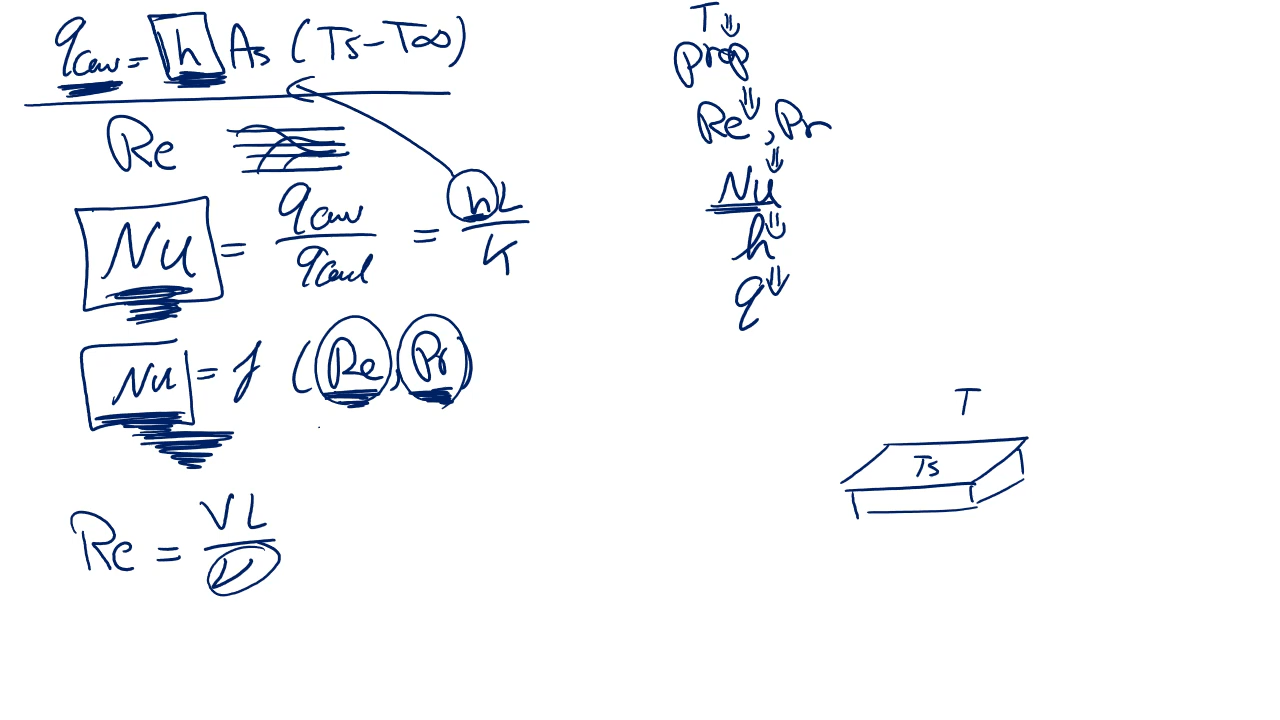 qconv = h As (Ts - T∞)
Re
Nu = qconv / qcond = hL / k
Nu = f (Re, Pr)
Re = VL / ν
T ⇓
prop
⇓
Re, Pr
⇓
Nu
⇓
h
⇓
q
T
Ts